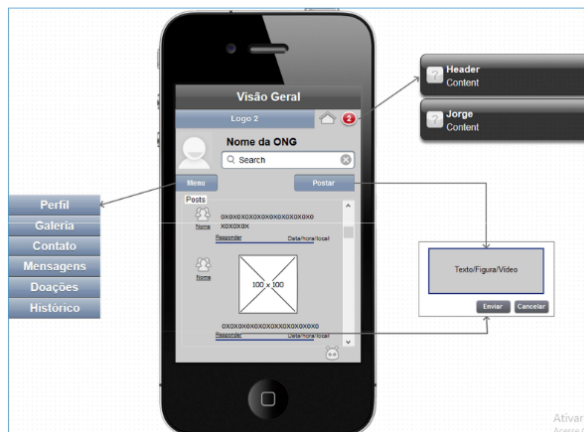 Visão Geral
Logo 2
2
Nome da ONG
Search
Menu
Postar
Posts
Nome
0X0X0X0X0X0X0X0X0X0X0X0X0
X0X0X0X
Responder
Data/hora/local
Nome
100 x 100
0X0X0X0X0X0X0XX0X0X0X0X0
Responder
Data/hora/local
Perfil
Galeria
Contato
Mensagens
Doações
Histórico
Header
Content
Jorge
Content
Texto/Figura/Vídeo
Enviar
Cancelar
Ativar